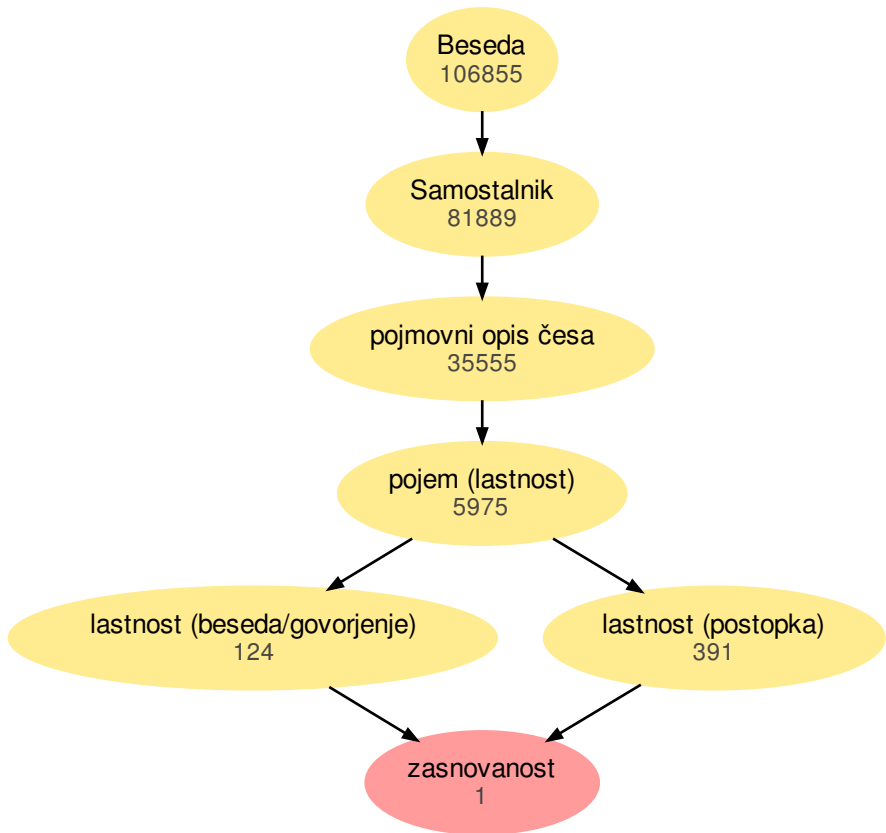 Beseda
106855
Samostalnik
81889
pojmovni opis česa
35555
pojem (lastnost)
5975
lastnost (beseda/govorjenje)
124
lastnost (postopka)
391
zasnovanost
1